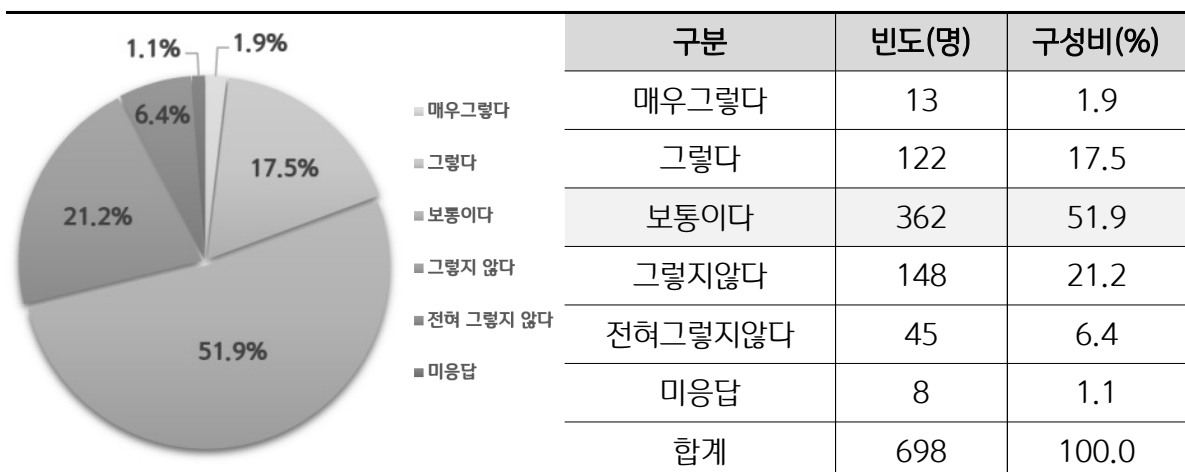 1.1%
1.9%
6.4%
17.5%
21.2%
51.9%
매우그렇다
그렇다
보통이다
그렇지 않다
전혀 그렇지 않다
미응답
구분 빈도(명) 구성비(%)
매우그렇다 13 1.9
그렇다 122 17.5
보통이다 362 51.9
그렇지않다 148 21.2
전혀그렇지않다 45 6.4
미응답 8 1.1
합계 698 100.0